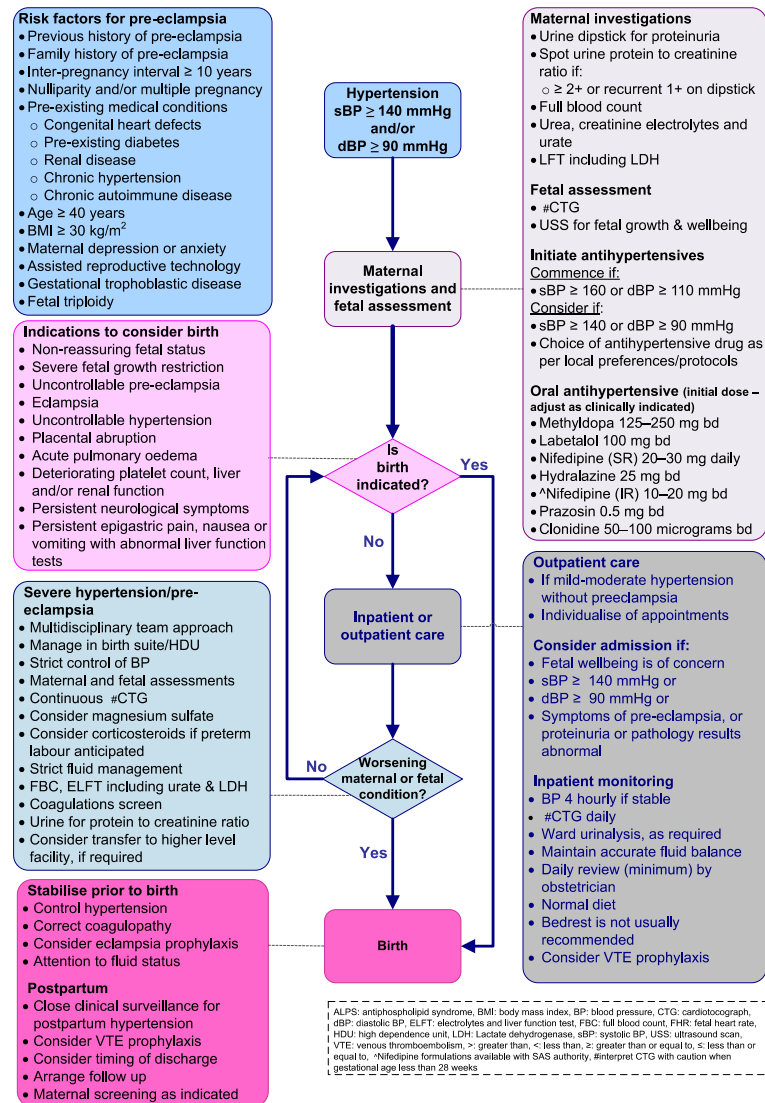 Risk factors for pre-eclampsia
• Previous history of pre-eclampsia
• Family history of pre-eclampsia
• Inter-pregnancy interval ≥ 10 years
• Nulliparity and/or multiple pregnancy
• Pre-existing medical conditions
o Congenital heart defects
o Pre-existing diabetes
o Renal disease
o Chronic hypertension
o Chronic autoimmune disease
• Age ≥ 40 years
• BMI ≥ 30 kg/m²
• Maternal depression or anxiety
• Assisted reproductive technology
• Gestational trophoblastic disease
• Fetal triploidy
Indications to consider birth
• Non-reassuring fetal status
• Severe fetal growth restriction
• Uncontrollable pre-eclampsia
• Eclampsia
• Uncontrollable hypertension
• Placental abruption
• Acute pulmonary oedema
• Deteriorating platelet count, liver
and/or renal function
• Persistent neurological symptoms
• Persistent epigastric pain, nausea or
vomiting with abnormal liver function
tests
Severe hypertension/pre-
eclampsia
• Multidisciplinary team approach
• Manage in birth suite/HDU
• Strict control of BP
• Maternal and fetal assessments
• Continuous #CTG
• Consider magnesium sulfate
• Consider corticosteroids if preterm
labour anticipated
• Strict fluid management
• FBC, ELFT including urate & LDH
• Coagulations screen
• Urine for protein to creatinine ratio
• Consider transfer to higher level
facility, if required
Stabilise prior to birth
• Control hypertension
• Correct coagulopathy
• Consider eclampsia prophylaxis
• Attention to fluid status
Postpartum
• Close clinical surveillance for
postpartum hypertension
• Consider VTE prophylaxis
• Consider timing of discharge
• Arrange follow up
• Maternal screening as indicated
Hypertension
sBP ≥ 140 mmHg
and/or
dBP ≥ 90 mmHg
Maternal
investigations and
fetal assessment
Is
birth
indicated?
Yes
No
Inpatient or
outpatient care
Worsening
maternal or fetal
condition?
No
Yes
Birth
Maternal investigations
• Urine dipstick for proteinuria
• Spot urine protein to creatinine
ratio if:
o ≥ 2+ or recurrent 1+ on dipstick
• Full blood count
• Urea, creatinine electrolytes and
urate
• LFT including LDH
Fetal assessment
• #CTG
• USS for fetal growth & wellbeing
Initiate antihypertensives
Commence if:
• sBP ≥ 160 or dBP ≥ 110 mmHg
Consider if:
• sBP ≥ 140 or dBP ≥ 90 mmHg
• Choice of antihypertensive drug as
per local preferences/protocols
Oral antihypertensive (initial dose –
adjust as clinically indicated)
• Methyldopa 125–250 mg bd
• Labetalol 100 mg bd
• Nifedipine (SR) 20–30 mg daily
• Hydralazine 25 mg bd
• ^Nifedipine (IR) 10–20 mg bd
• Prazosin 0.5 mg bd
• Clonidine 50–100 micrograms bd
Outpatient care
• If mild-moderate hypertension
without preeclampsia
• Individualise of appointments
Consider admission if:
• Fetal wellbeing is of concern
• sBP ≥ 140 mmHg or
• dBP ≥ 90 mmHg or
• Symptoms of pre-eclampsia, or
proteinuria or pathology results
abnormal
Inpatient monitoring
• BP 4 hourly if stable
• #CTG daily
• Ward urinalysis, as required
• Maintain accurate fluid balance
• Daily review (minimum) by
obstetrician
• Normal diet
• Bedrest is not usually
recommended
• Consider VTE prophylaxis
ALPS: antiphospholipid syndrome, BMI: body mass index, BP: blood pressure, CTG: cardiotocograph,
dBP: diastolic BP, ELFT: electrolytes and liver function test, FBC: full blood count, FHR: fetal heart rate,
HDU: high dependence unit, LDH: Lactate dehydrogenase, sBP: systolic BP, USS: ultrasound scan,
VTE: venous thromboembolism, >: greater than, <: less than, ≥: greater than or equal to, ≤: less than or
equal to, ^Nifedipine formulations available with SAS authority, #interpret CTG with caution when
gestational age less than 28 weeks